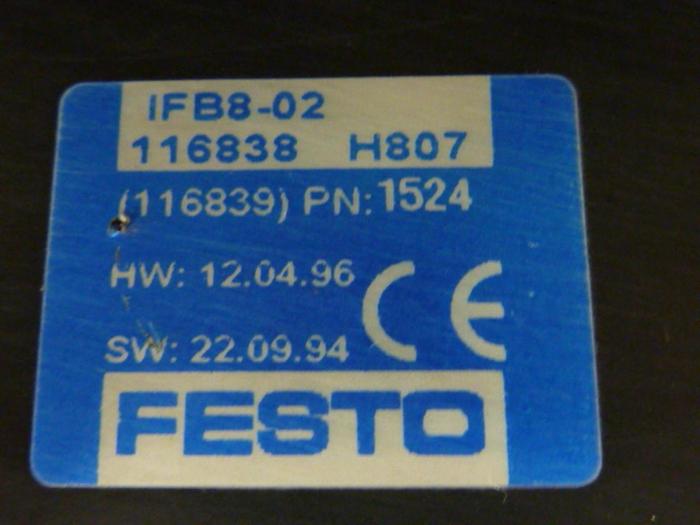 IFB8-02
116838 H807
(116839) PN: 1524
HW: 12.04.96
CE
SW: 22.09.94
FESTO